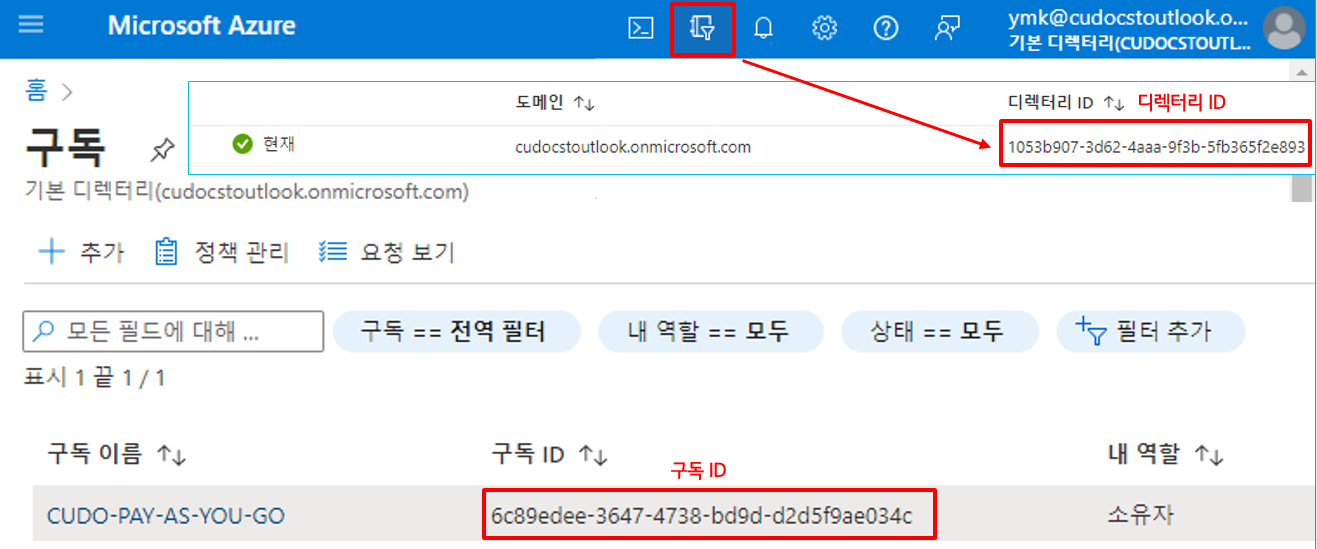 Microsoft Azure
ymk@cudocstoutlook.o...
기본 디렉터리(CUDOCSTOUTL...
홈 >
도메인 ↑↓ 디렉터리 ID ↑↓ 디렉터리 ID
구독
현재 cudocstoutlook.onmicrosoft.com 1053b907-3d62-4aaa-9f3b-5fb365f2e893
기본 디렉터리(cudocstoutlook.onmicrosoft.com)
추가 정책 관리 요청 보기
모든 필드에 대해 ... 구독 == 전역 필터 내 역할 == 모두 상태 == 모두 필터 추가
표시 1 끝 1 / 1
구독 이름 ↑↓ 구독 ID ↑↓ 내 역할 ↑↓
구독 ID
CUDO-PAY-AS-YOU-GO 6c89edee-3647-4738-bd9d-d2d5f9ae034c 소유자